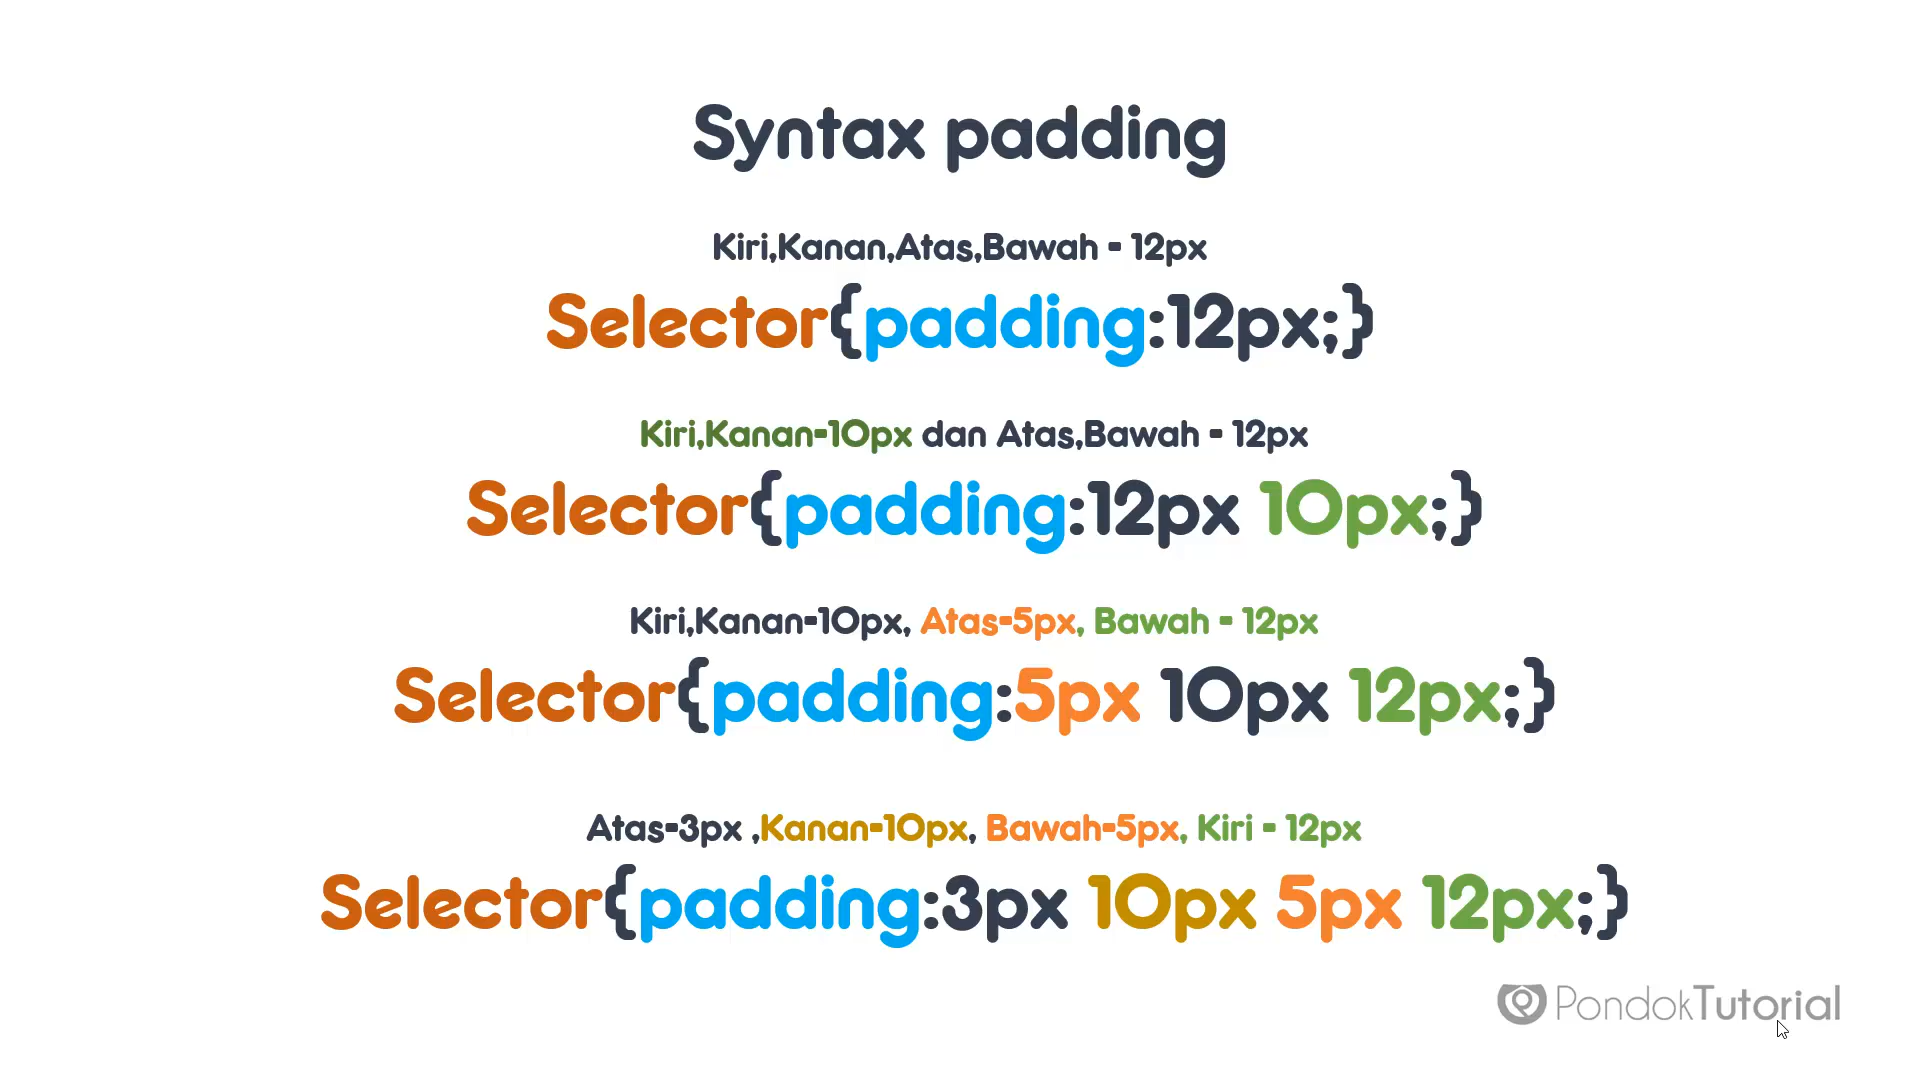 Syntax padding
Kiri,Kanan,Atas,Bawah - 12px
Selector{padding:12px;}
Kiri,Kanan-10px dan Atas,Bawah - 12px
Selector{padding:12px 10px;}
Kiri,Kanan-10px, Atas-5px, Bawah - 12px
Selector{padding:5px 10px 12px;}
Atas-3px ,Kanan-10px, Bawah-5px, Kiri - 12px
Selector{padding:3px 10px 5px 12px;}
PondokTutorial